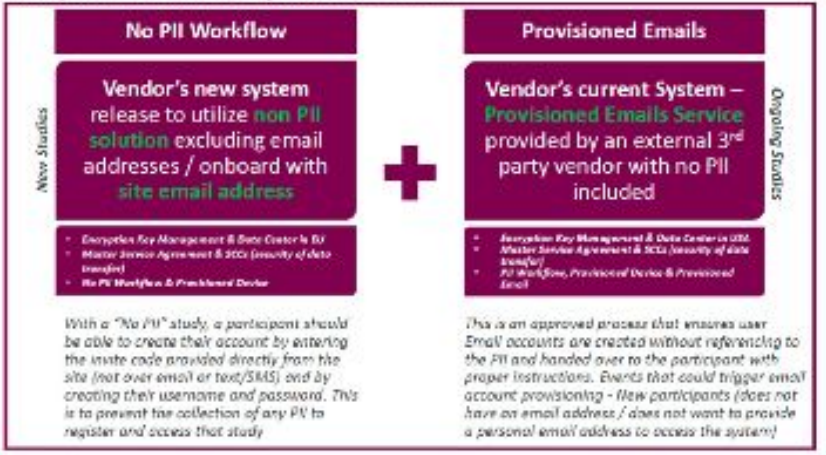 No PII Workflow
New Studies
Vendor's new system
release to utilize non PII
solution excluding email
addresses / onboard with
site email address
• Encryption Key Management & Data Center in EU
• Master Service Agreement & SCCs (security of data
transfer)
• No PII Workflow & Provisioned Device
With a "No PII" study, a participant should
be able to create their account by entering
the invite code provided directly from the
site (not over email or text/SMS) and by
creating their username and password. This
is to prevent the collection of any PII to
register and access that study
+
Provisioned Emails
Vendor's current System –
Provisioned Emails Service
provided by an external 3rd
party vendor with no PII
included
Ongoing Studies
• Encryption Key Management & Data Center in USA
• Master Service Agreement & SCCs (security of data
transfer)
• PII Workflow, Provisioned Device & Provisioned
Email
This is an approved process that ensures user
Email accounts are created without referencing to
the PII and handed over to the participant with
proper instructions. Events that could trigger email
account provisioning - New participants (does not
have an email address / does not want to provide
a personal email address to access the system)